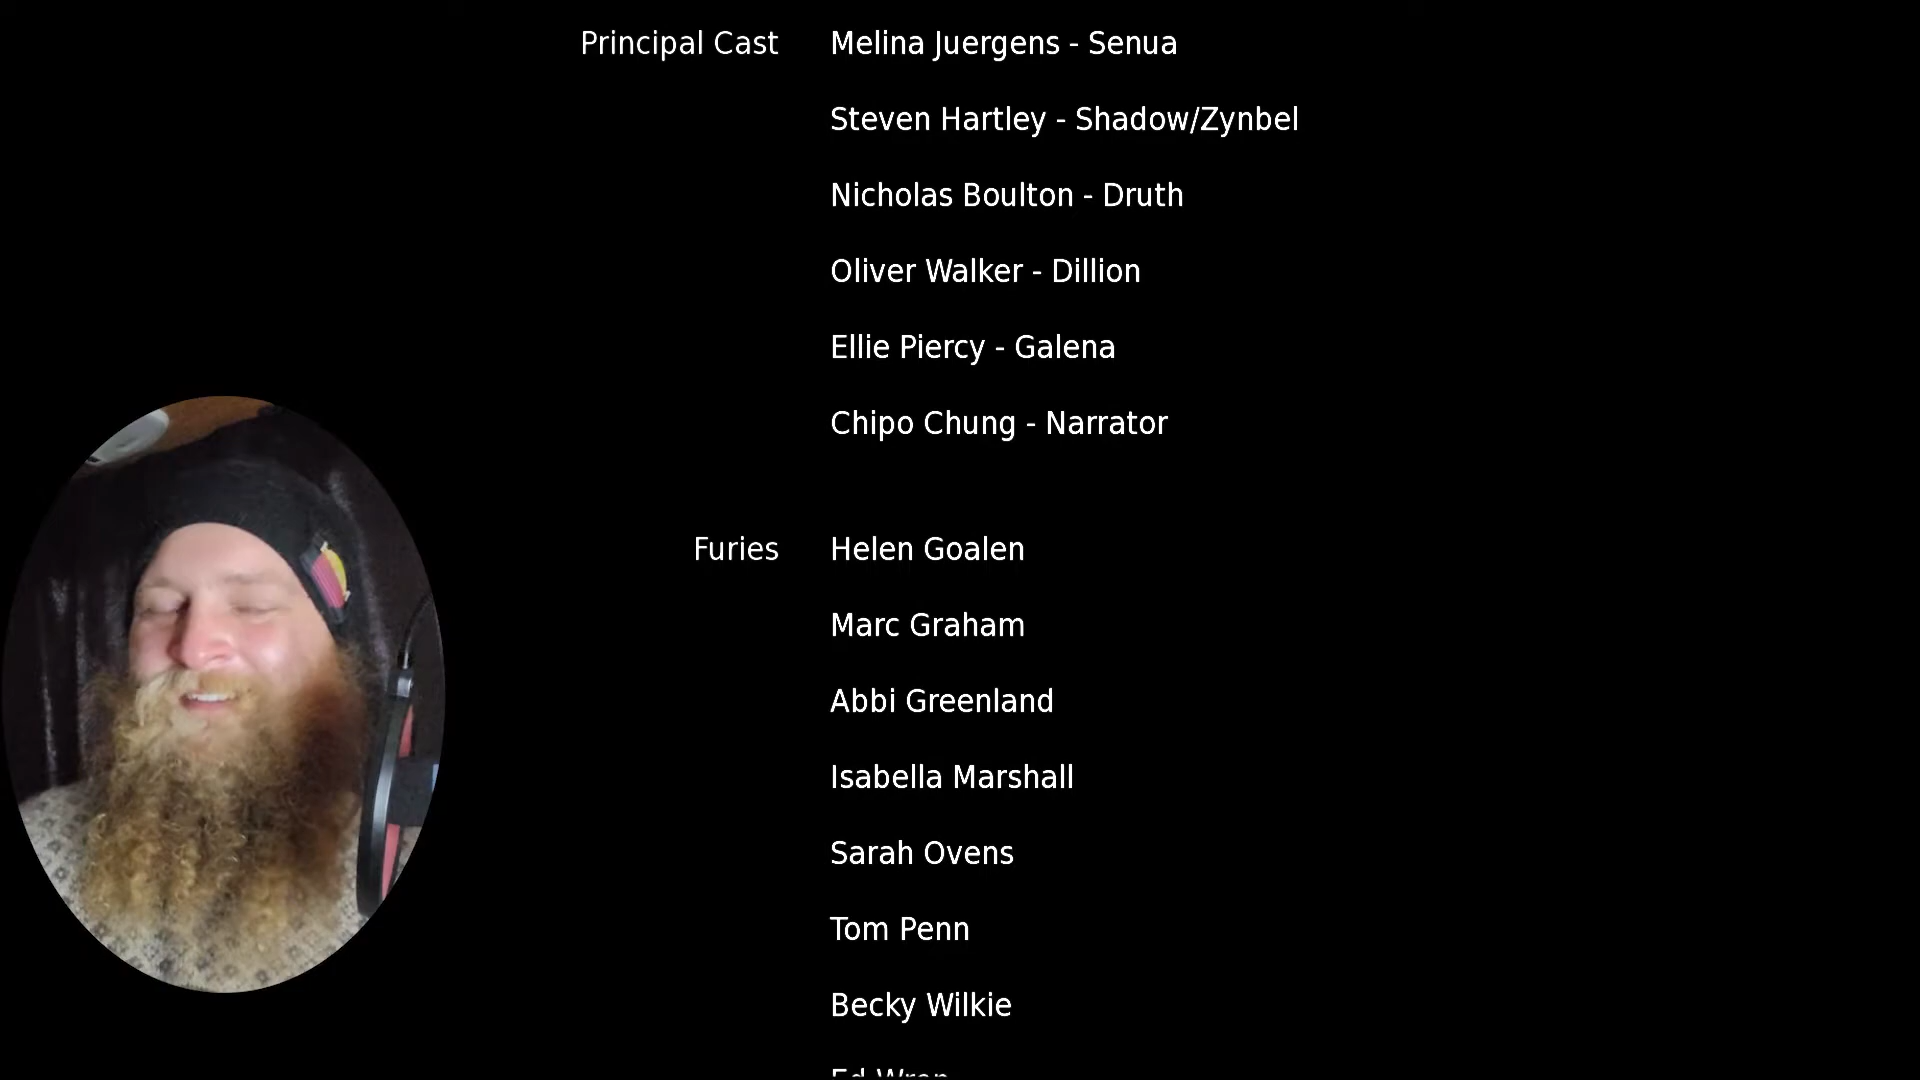 Principal Cast Melina Juergens - Senua
Steven Hartley - Shadow/Zynbel
Nicholas Boulton - Druth
Oliver Walker - Dillion
Ellie Piercy - Galena
Chipo Chung - Narrator
Furies Helen Goalen
Marc Graham
Abbi Greenland
Isabella Marshall
Sarah Ovens
Tom Penn
Becky Wilkie